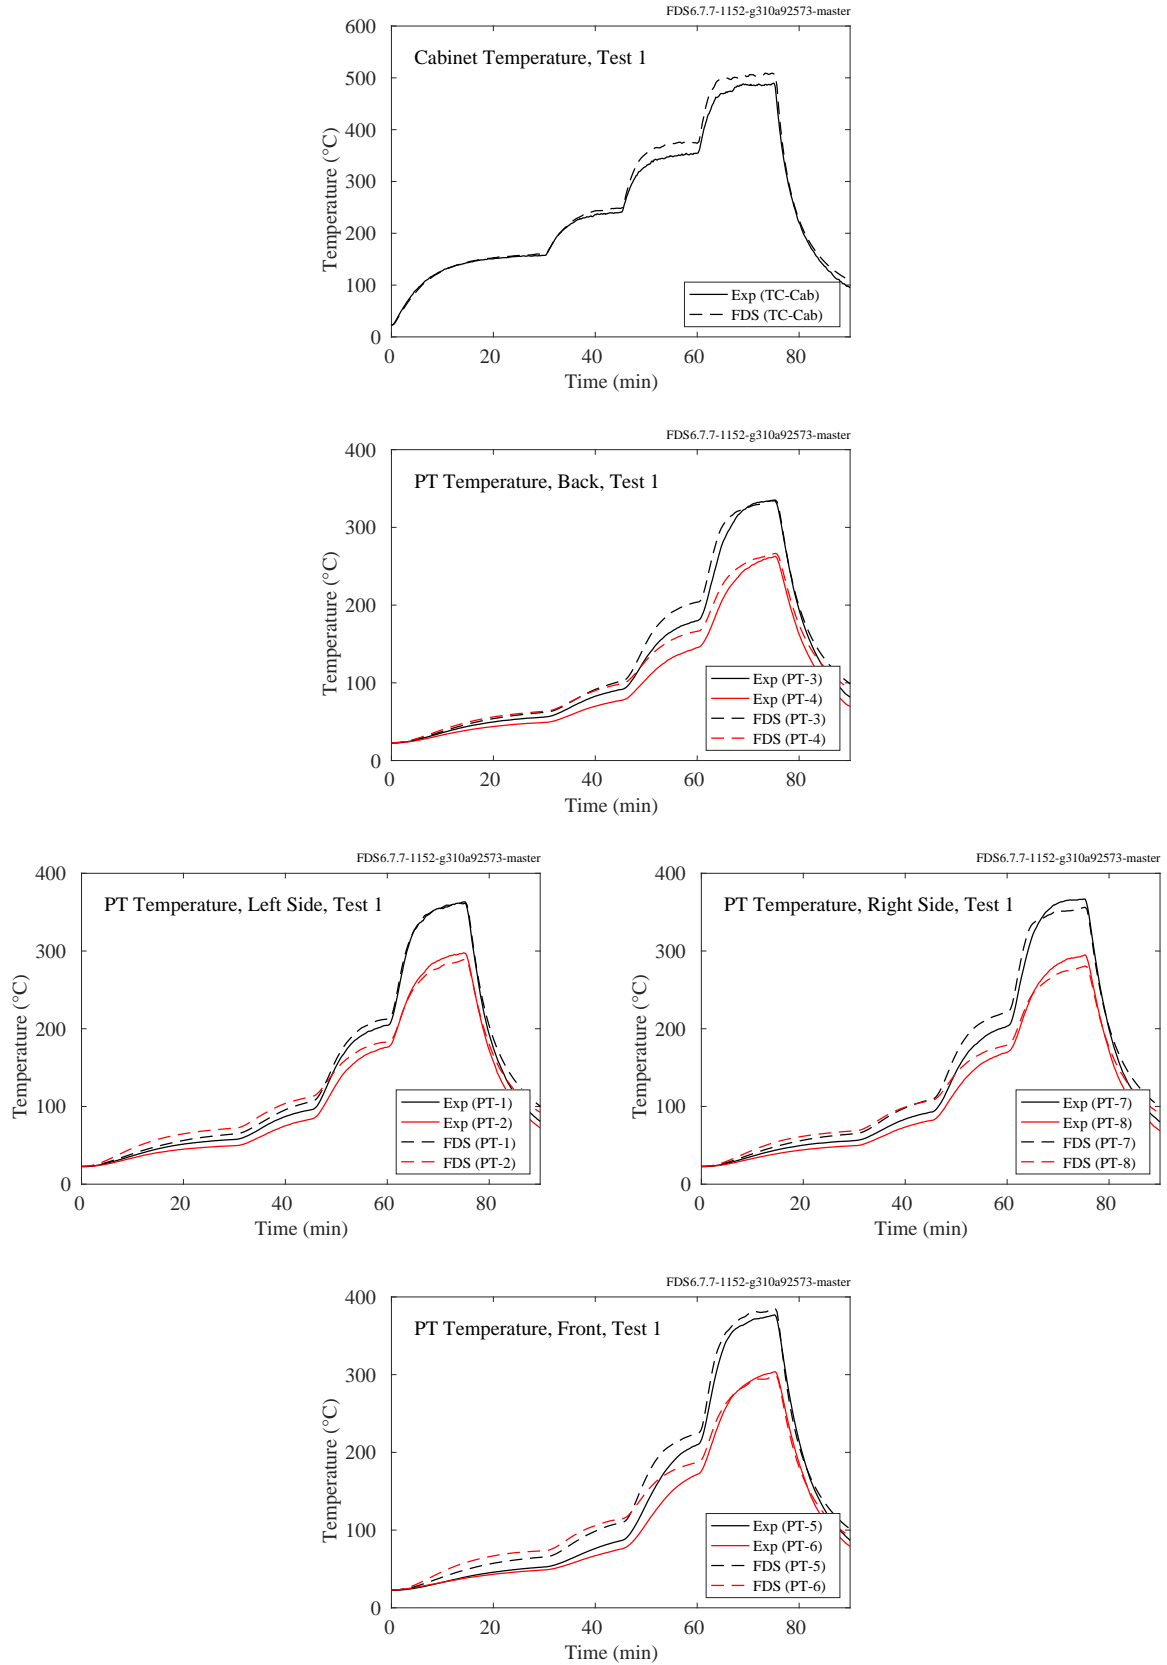 FDS6.7.7-1152-g310a92573-master
600
500
400
300
200
100
0
Temperature (°C)
Cabinet Temperature, Test 1
Exp (TC-Cab)
FDS (TC-Cab)
0 20 40 60 80
Time (min)
FDS6.7.7-1152-g310a92573-master
400
300
200
100
0
Temperature (°C)
PT Temperature, Back, Test 1
Exp (PT-3)
Exp (PT-4)
FDS (PT-3)
FDS (PT-4)
0 20 40 60 80
Time (min)
FDS6.7.7-1152-g310a92573-master
400
300
200
100
0
Temperature (°C)
PT Temperature, Left Side, Test 1
Exp (PT-1)
Exp (PT-2)
FDS (PT-1)
FDS (PT-2)
0 20 40 60 80
Time (min)
FDS6.7.7-1152-g310a92573-master
400
300
200
100
0
Temperature (°C)
PT Temperature, Right Side, Test 1
Exp (PT-7)
Exp (PT-8)
FDS (PT-7)
FDS (PT-8)
0 20 40 60 80
Time (min)
FDS6.7.7-1152-g310a92573-master
400
300
200
100
0
Temperature (°C)
PT Temperature, Front, Test 1
Exp (PT-5)
Exp (PT-6)
FDS (PT-5)
FDS (PT-6)
0 20 40 60 80
Time (min)